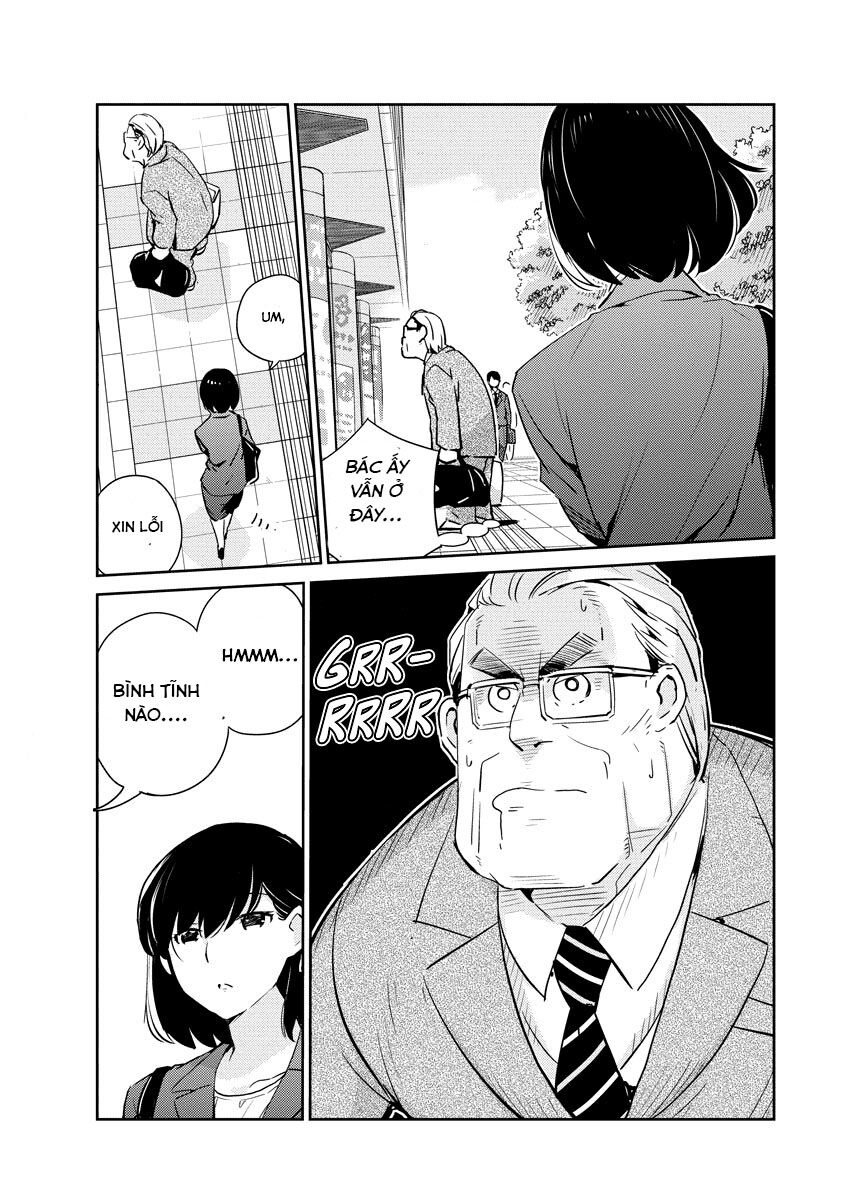 BÁC ẤY
VẪN Ở
ĐÂY...
UM,
XIN LỖI
GRR-
RRRR
HMMM...
BÌNH TĨNH
NÀO....